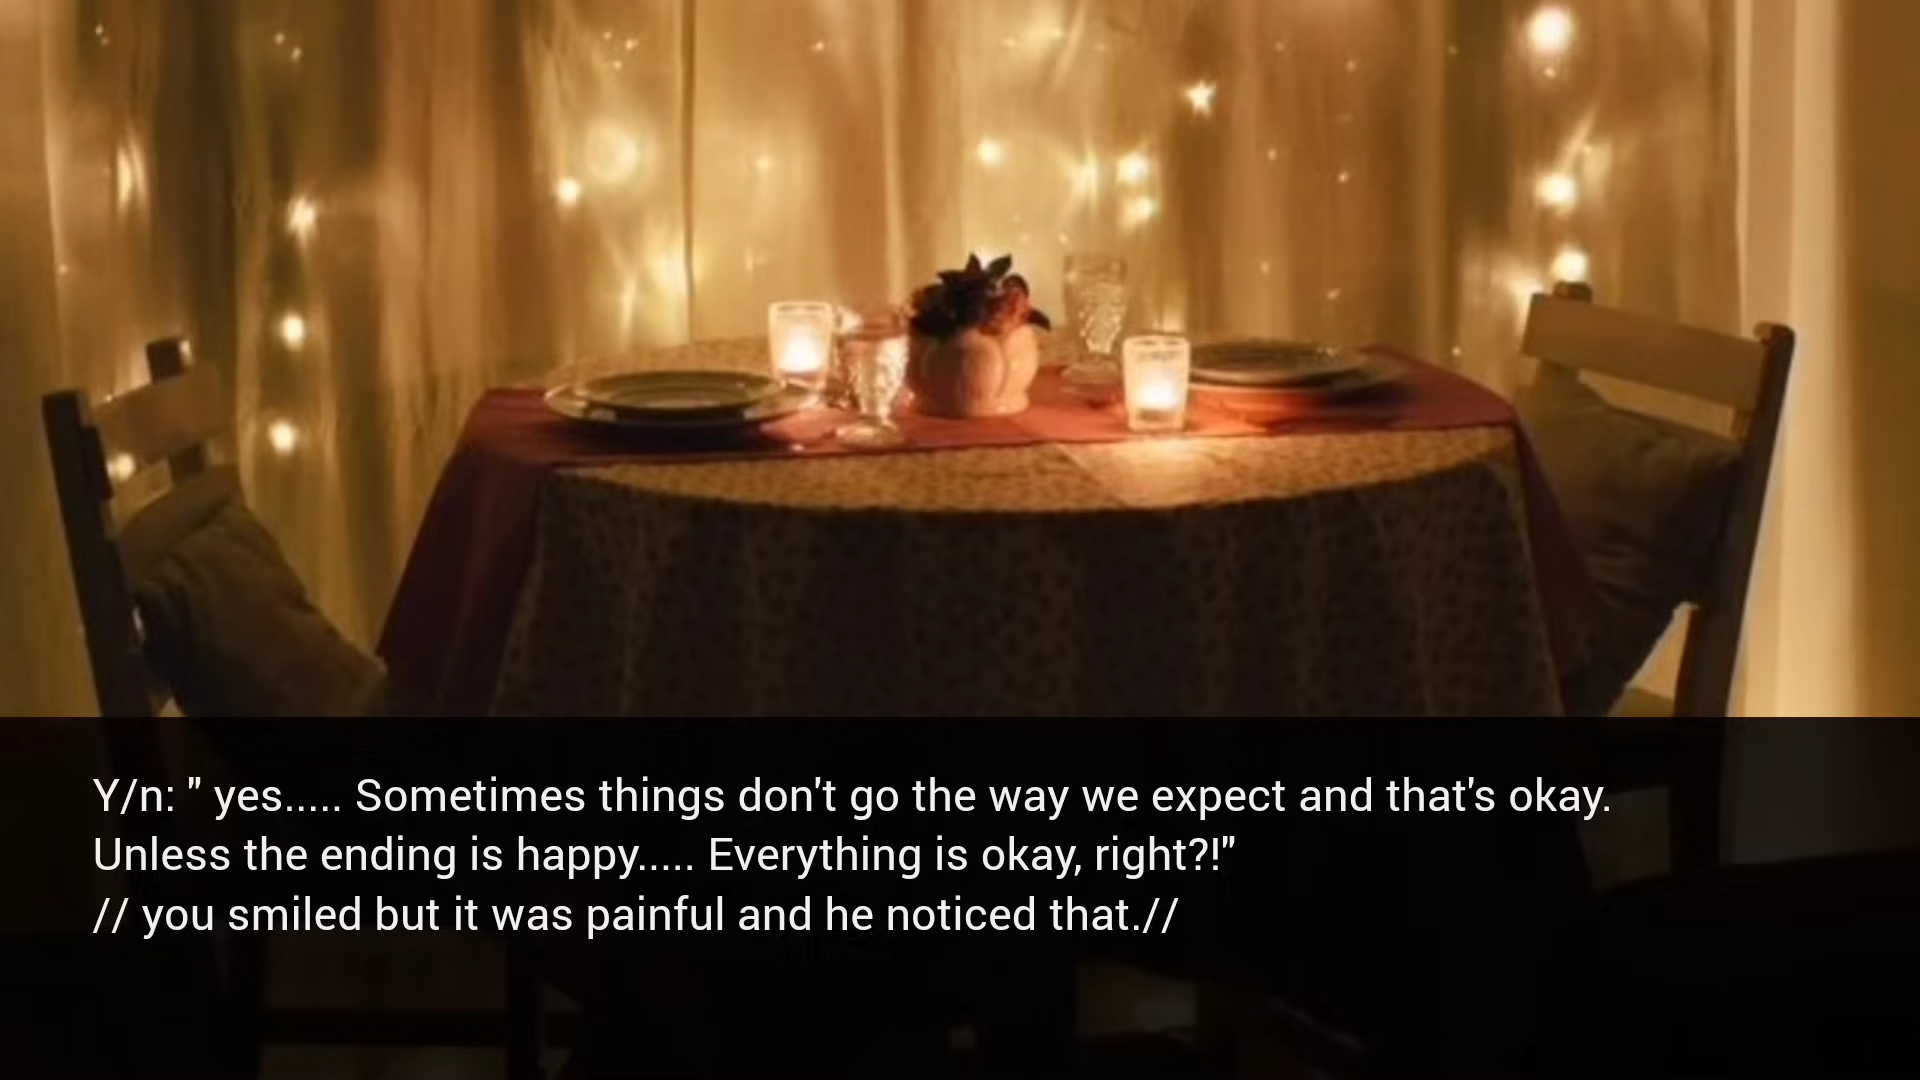 Y/n: " yes..... Sometimes things don't go the way we expect and that's okay.
Unless the ending is happy..... Everything is okay, right?!"
// you smiled but it was painful and he noticed that.//